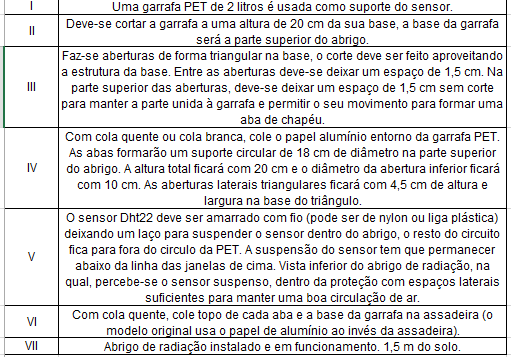 I Uma garrafa PET de 2 litros é usada como suporte do sensor.
II Deve-se cortar a garrafa a uma altura de 20 cm da sua base, a base da garrafa
será a parte superior do abrigo.
III Faz-se aberturas de forma triangular na base, o corte deve ser feito aproveitando
a estrutura da base. Entre as aberturas deve-se deixar um espaço de 1,5 cm. Na
parte superior das aberturas, deve-se deixar um espaço de 1,5 cm sem corte
para manter a parte unida à garrafa e permitir o seu movimento para formar uma
aba de chapéu.
IV Com cola quente ou cola branca, cole o papel alumínio entorno da garrafa PET.
As abas formarão um suporte circular de 18 cm de diâmetro na parte superior
do abrigo. A altura total ficará com 20 cm e o diâmetro da abertura inferior ficará
com 10 cm. As aberturas laterais triangulares ficará com 4,5 cm de altura e
largura na base do triângulo.
V O sensor Dht22 deve ser amarrado com fio (pode ser de nylon ou liga plástica)
deixando um laço para suspender o sensor dentro do abrigo, o resto do circuito
fica para fora do circulo da PET. A suspensão do sensor tem que permanecer
abaixo da linha das janelas de cima. Vista inferior do abrigo de radiação, na
qual, percebe-se o sensor suspenso, dentro da proteção com espaços laterais
suficientes para manter uma boa circulação de ar.
VI Com cola quente, cole topo de cada aba e a base da garrafa na assadeira (o
modelo original usa o papel de alumínio ao invés da assadeira).
VII Abrigo de radiação instalado e em funcionamento. 1,5 m do solo.